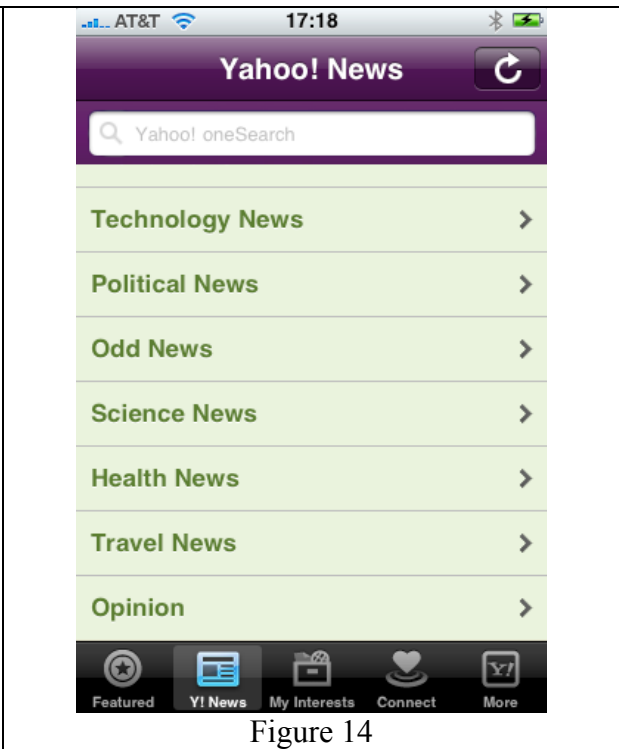 AT&T 17:18
Yahoo! News
Yahoo! oneSearch
Technology News
Political News
Odd News
Science News
Health News
Travel News
Opinion
Featured Y! News My Interests Connect Y! More
Figure 14